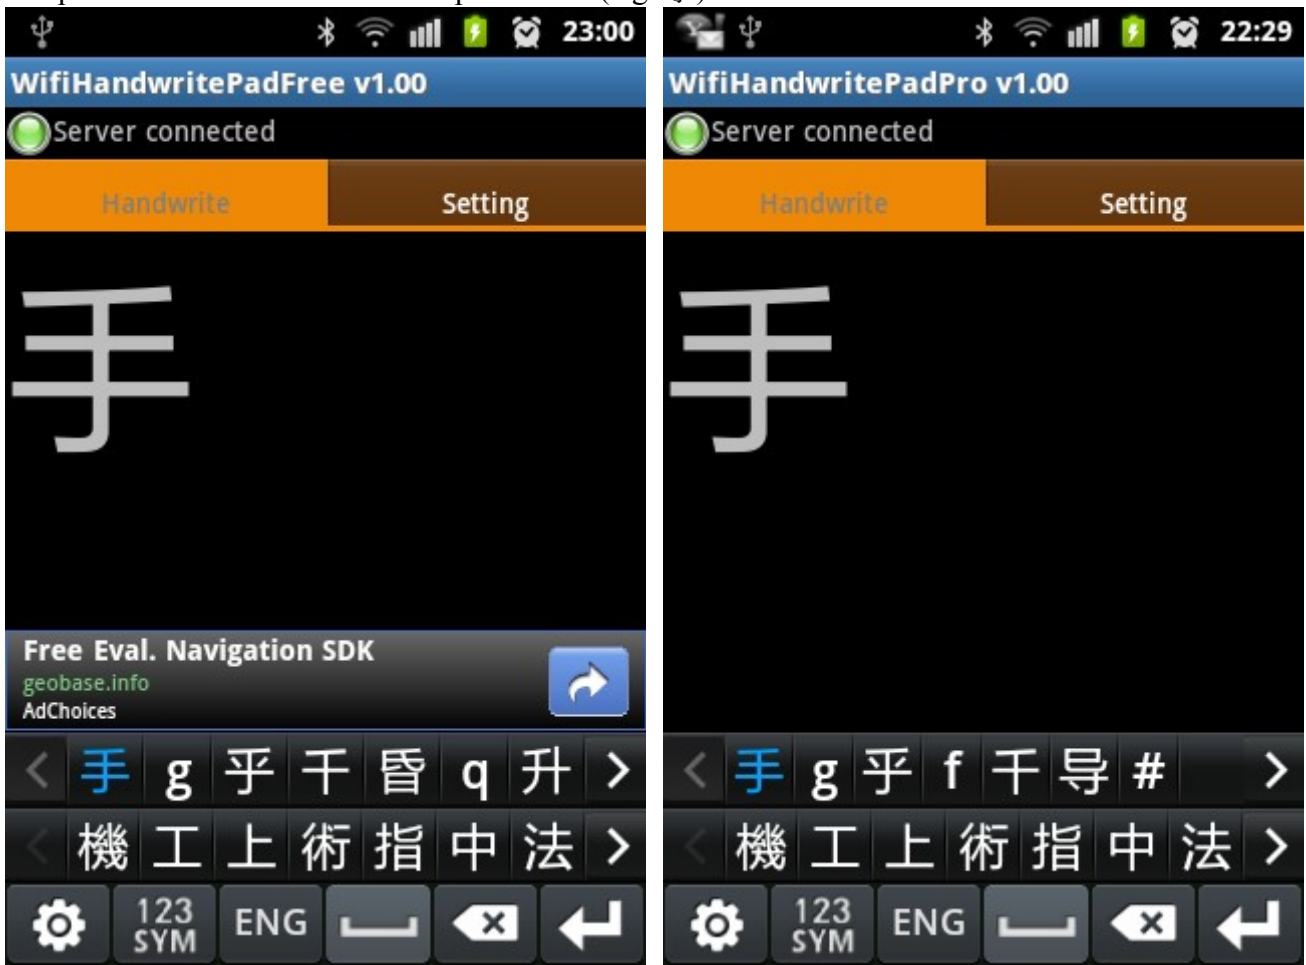 23:00
WifiHandwritePadFree v1.00
Server connected
Handwrite Setting
手
Free Eval. Navigation SDK
geobase.info
AdChoices
手 g 乎 千 昏 q 升
機 工 上 術 指 中 法
123 SYM ENG
22:29
WifiHandwritePadPro v1.00
Server connected
Handwrite Setting
手
手 g 乎 f 千 导 #
機 工 上 術 指 中 法
123 SYM ENG